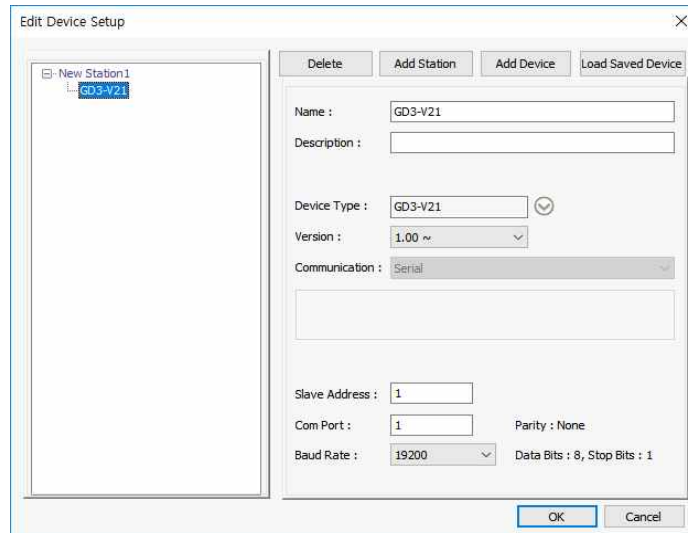 Edit Device Setup
New Station1
GD3-V21
Delete Add Station Add Device Load Saved Device
Name : GD3-V21
Description :
Device Type : GD3-V21
Version : 1.00 ~
Communication : Serial
Slave Address : 1
Com Port : 1 Parity : None
Baud Rate : 19200 Data Bits : 8, Stop Bits : 1
OK Cancel